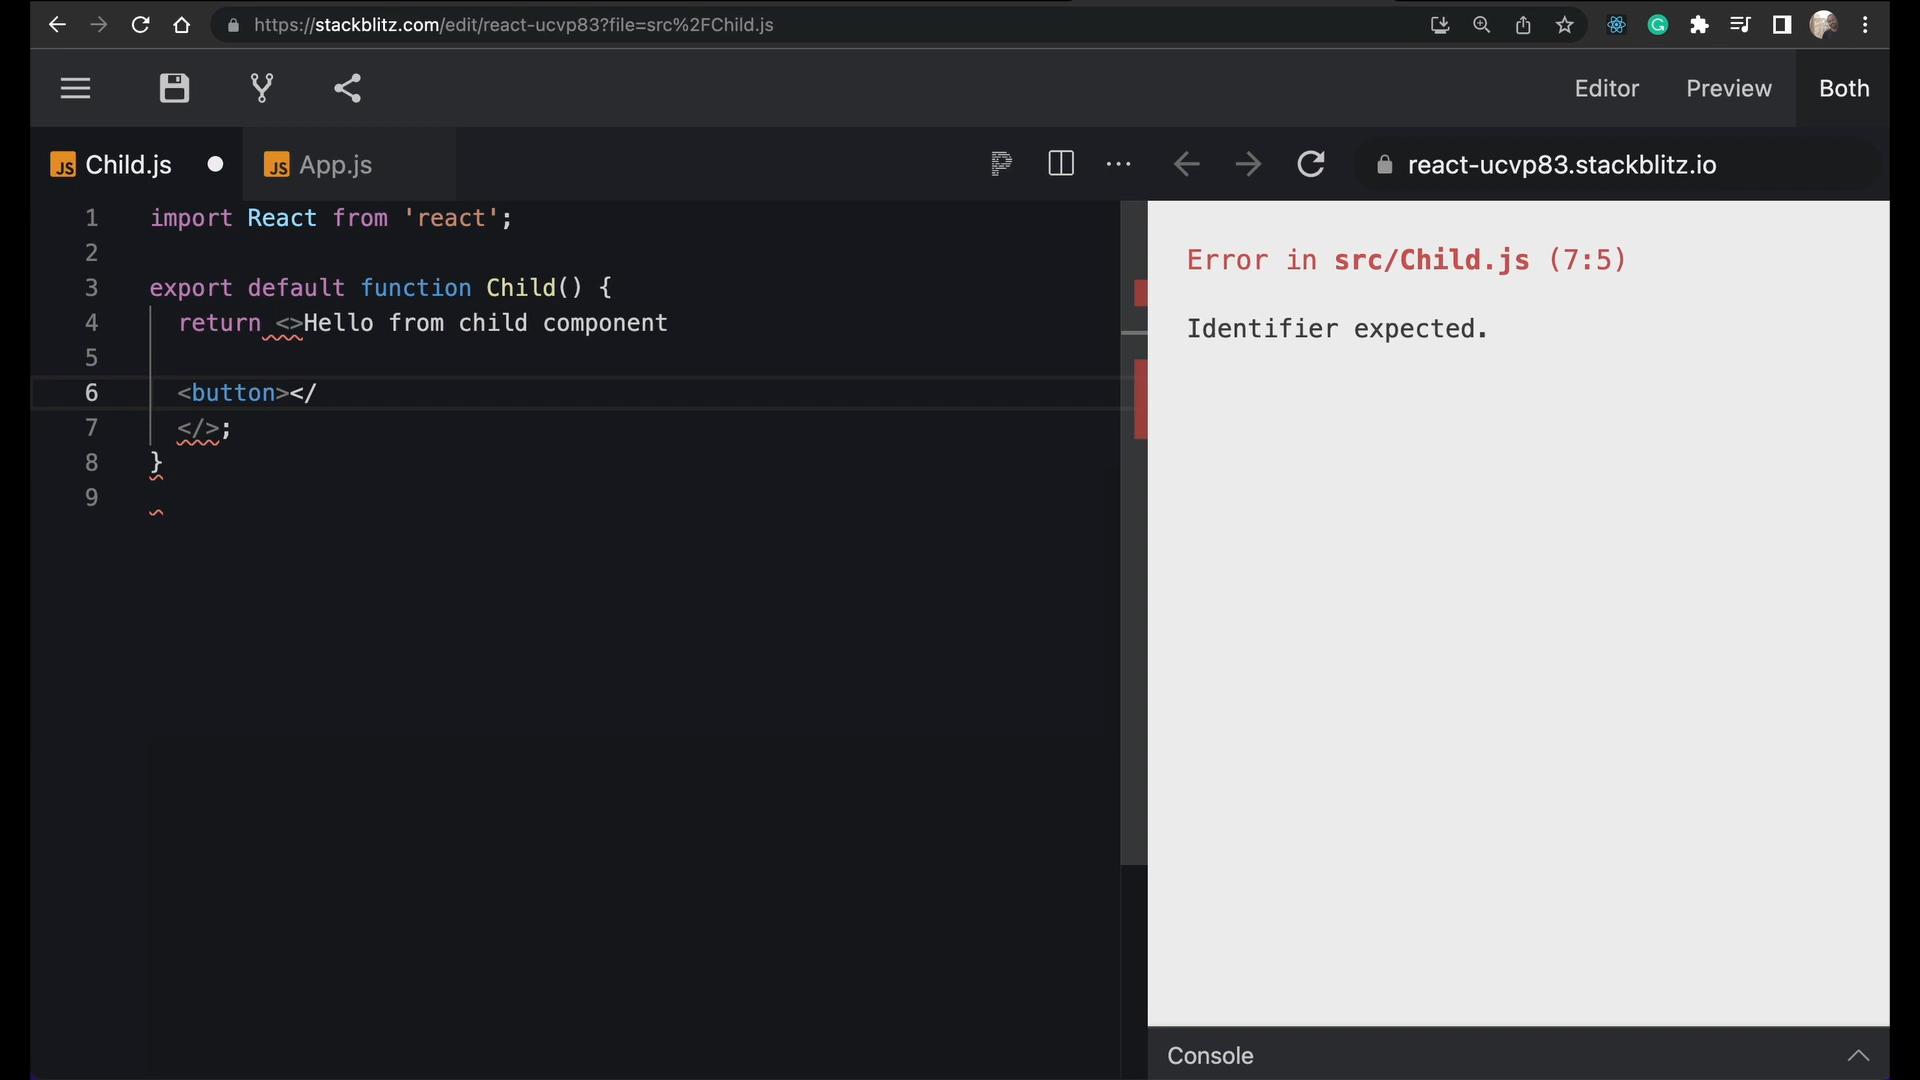 https://stackblitz.com/edit/react-ucvp83?file=src%2FChild.js
Editor Preview Both
JS Child.js JS App.js react-ucvp83.stackblitz.io
1 import React from 'react';
2
3 export default function Child() {
4 return <>Hello from child component
5
6 <button></
7 </>;
8 }
9
Error in src/Child.js (7:5)
Identifier expected.
Console